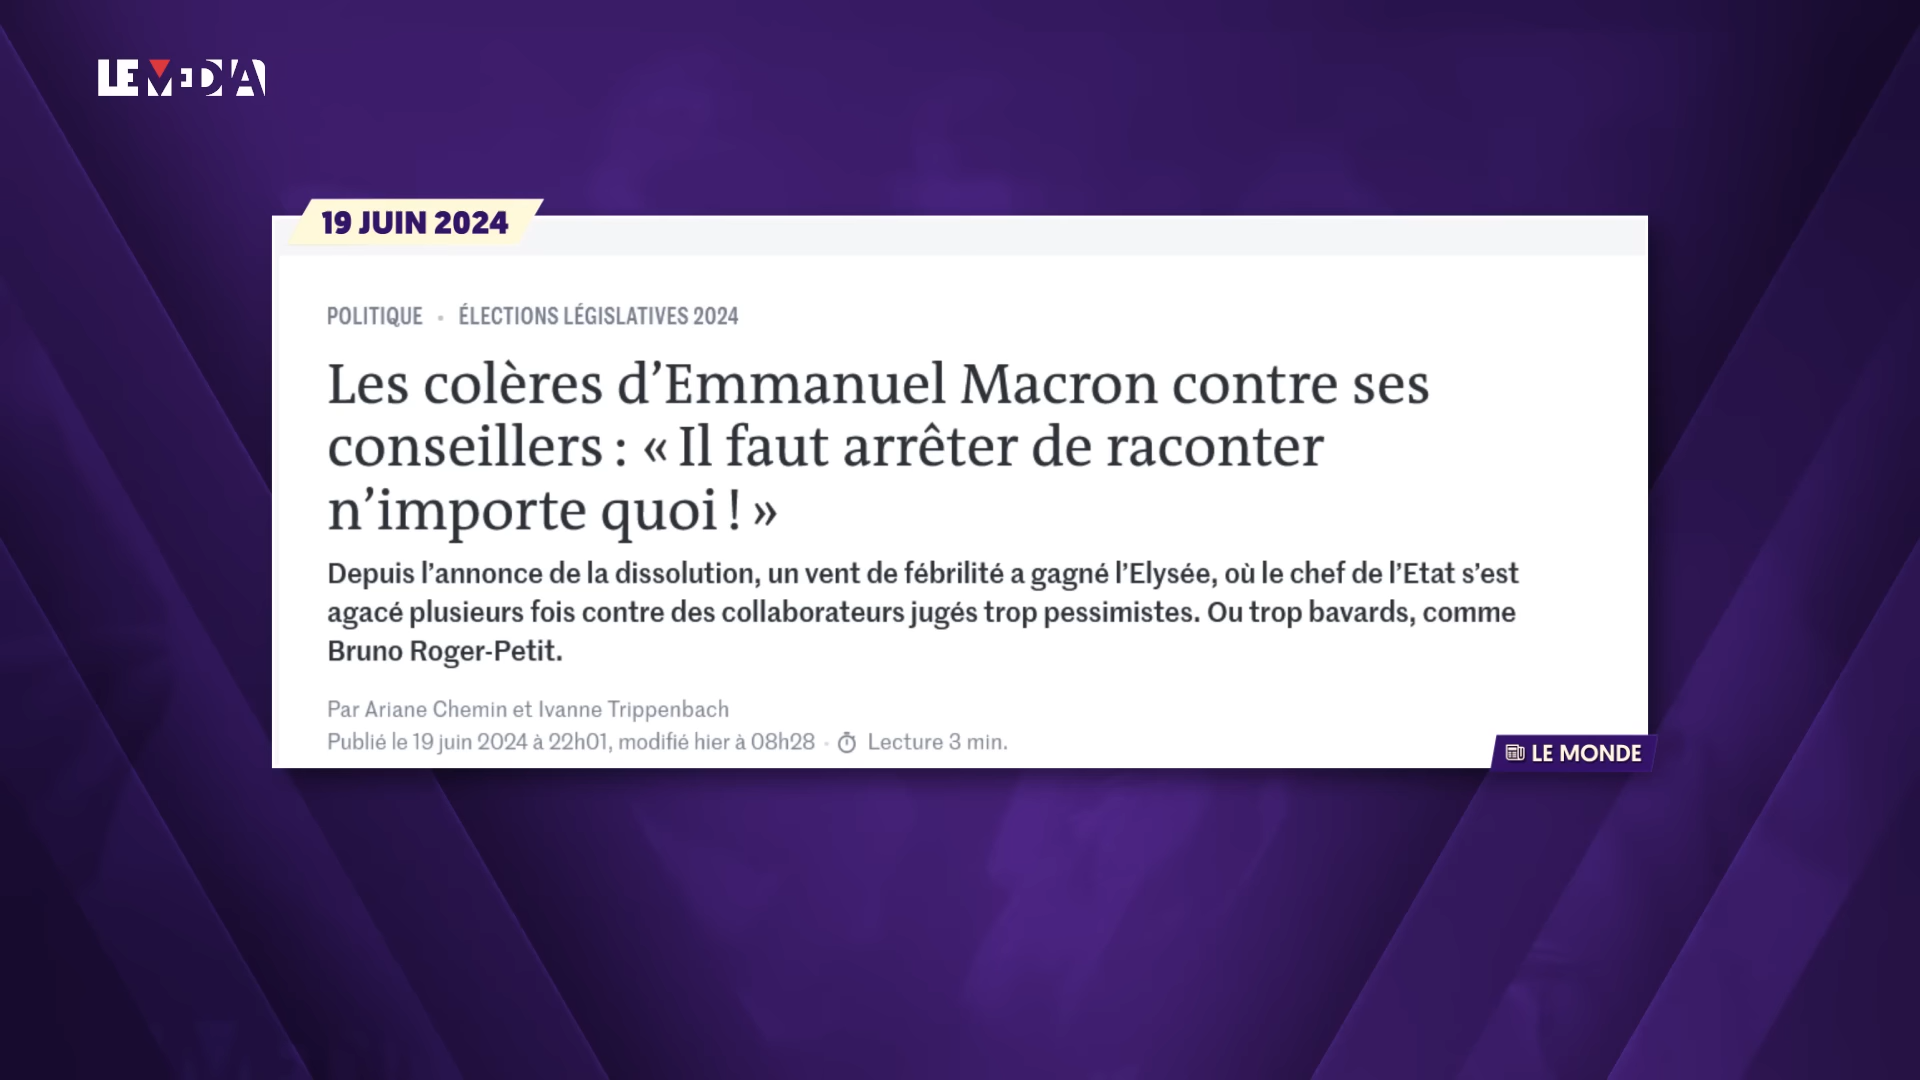 LE MEDIA
19 JUIN 2024
POLITIQUE • ÉLECTIONS LÉGISLATIVES 2024
Les colères d’Emmanuel Macron contre ses
conseillers : « Il faut arrêter de raconter
n’importe quoi ! »
Depuis l’annonce de la dissolution, un vent de fébrilité a gagné l’Elysée, où le chef de l’Etat s’est
agacé plusieurs fois contre des collaborateurs jugés trop pessimistes. Ou trop bavards, comme
Bruno Roger-Petit.
Par Ariane Chemin et Ivanne Trippenbach
Publié le 19 juin 2024 à 22h01, modifié hier à 08h28 • Lecture 3 min.
LE MONDE